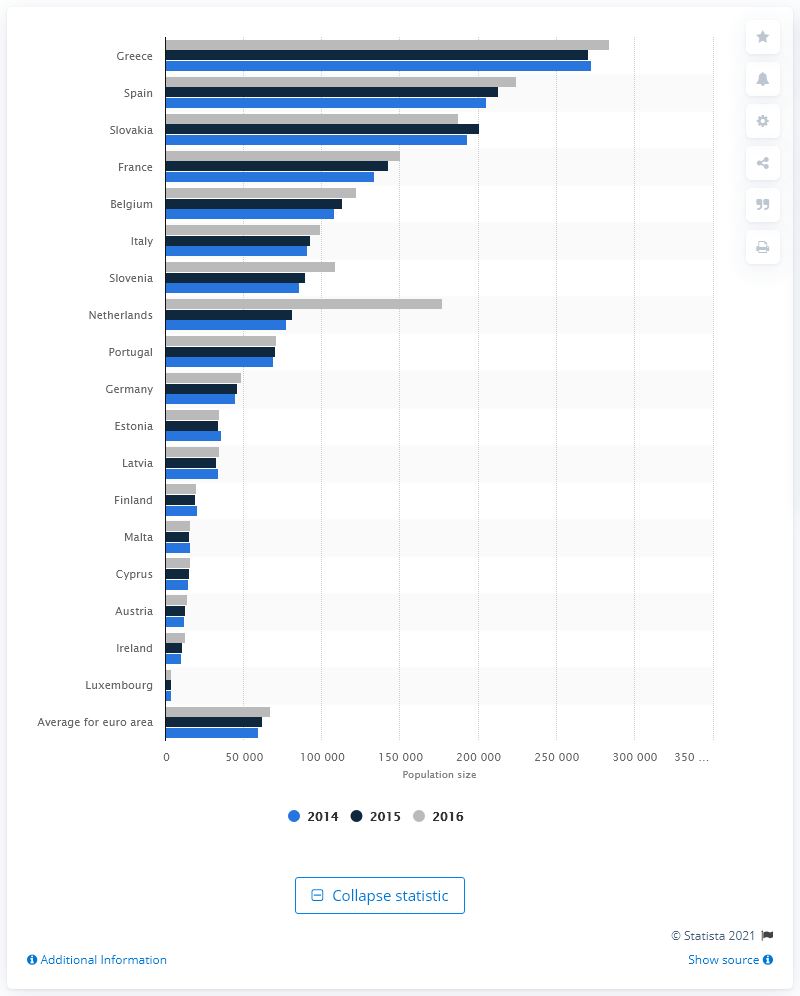 Greece
Spain
Slovakia
France
Belgium
Italy
Slovenia
Netherlands
Portugal
Germany
Estonia
Latvia
Finland
Malta
Cyprus
Austria
Ireland
Luxembourg
Average for euro area
0 50 000 100 000 150 000 200 000 250 000 300 000 350 ...
Population size
2014 2015 2016
Collapse statistic
© Statista 2021
Additional Information Show source